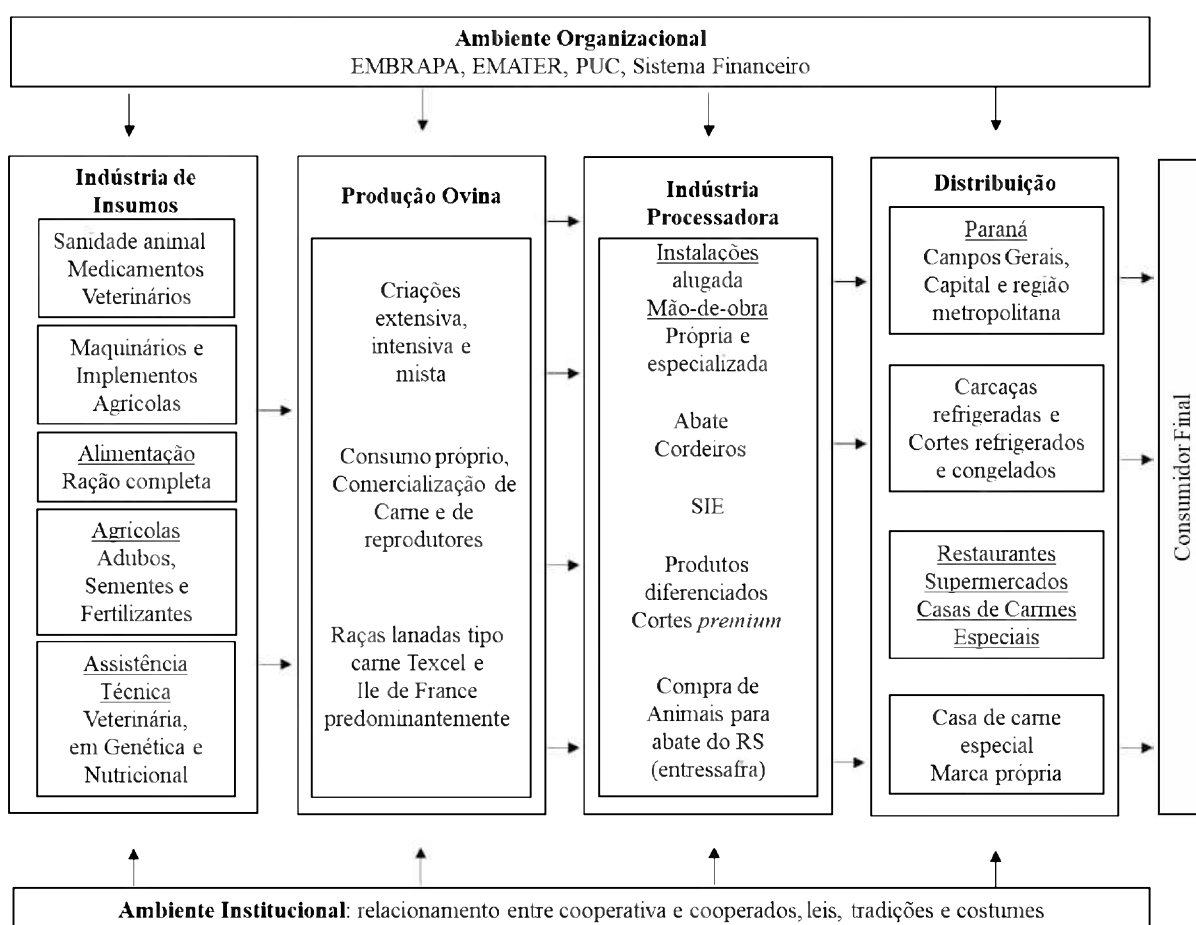 Ambiente Organizacional
EMBRAPA, EMATER, PUC, Sistema Financeiro
Indústria de
Insumos
Sanidade animal
Medicamentos
Veterinários
Maquinários e
Implementos
Agrícolas
Alimentação
Ração completa
Agrícolas
Adubos,
Sementes e
Fertilizantes
Assistência
Técnica
Veterinária,
em Genética e
Nutricional
Produção Ovina
Criações
extensiva,
intensiva e
mista
Consumo próprio,
Comercialização de
Carne e de
reprodutores
Raças lanadas tipo
carne Texcel e
Ile de France
predominantemente
Indústria
Processadora
Instalações
alugada
Mão-de-obra
Própria e
especializada
Abate
Cordeiros
SIE
Produtos
diferenciados
Cortes premium
Compra de
Animais para
abate do RS
(entressafra)
Distribuição
Paraná
Campos Gerais,
Capital e região
metropolitana
Carcaças
refrigeradas e
Cortes refrigerados
e congelados
Restaurantes
Supermercados
Casas de Carmes
Especiais
Casa de carne
especial
Marca própria
Consumidor Final
Ambiente Institucional: relacionamento entre cooperativa e cooperados, leis, tradições e costumes